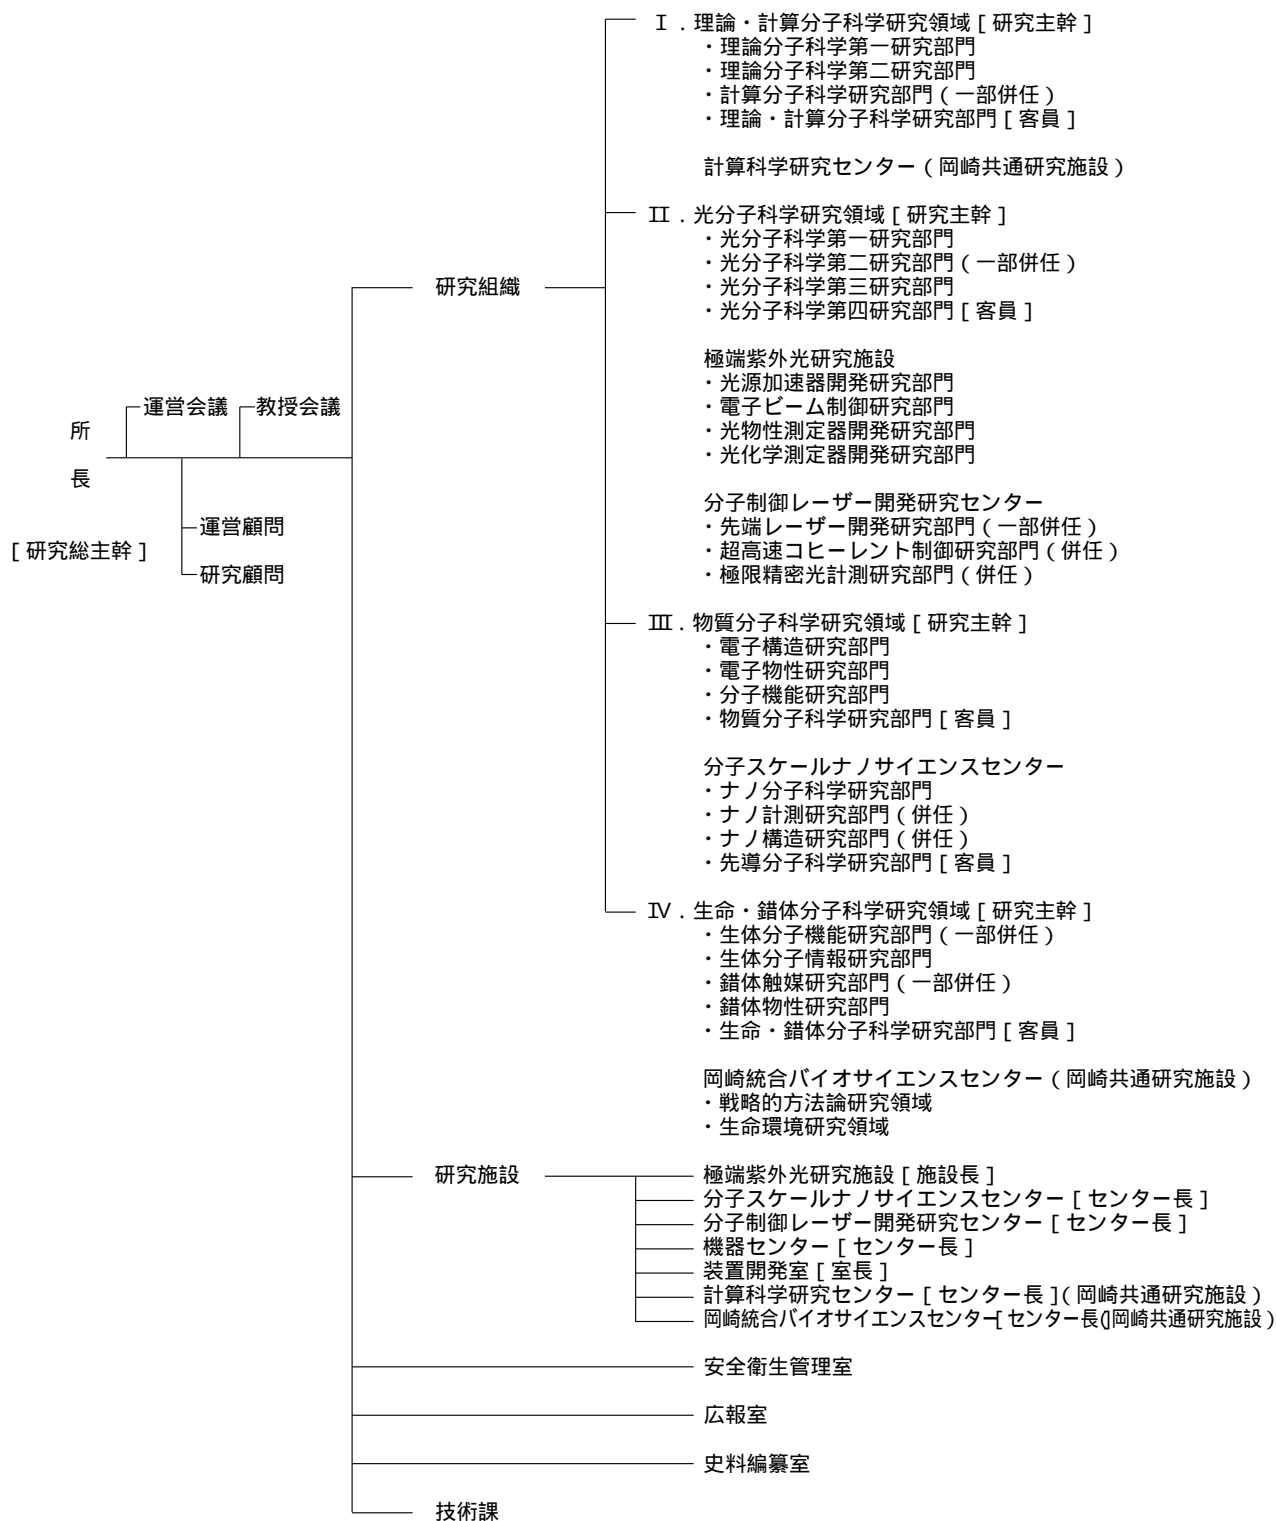 Ⅰ．理論・計算分子科学研究領域［研究主幹］
・理論分子科学第一研究部門
・理論分子科学第二研究部門
・計算分子科学研究部門（一部併任）
・理論・計算分子科学研究部門［客員］
計算科学研究センター（岡崎共通研究施設）
Ⅱ．光分子科学研究領域［研究主幹］
・光分子科学第一研究部門
・光分子科学第二研究部門（一部併任）
研究組織
・光分子科学第三研究部門
・光分子科学第四研究部門［客員］
極端紫外光研究施設
・光源加速器開発研究部門
運営会議 教授会議
・電子ビーム制御研究部門
所長
・光物性測定器開発研究部門
・光化学測定器開発研究部門
分子制御レーザー開発研究センター
運営顧問
・先端レーザー開発研究部門（一部併任）
［研究総主幹］
・超高速コヒーレント制御研究部門（併任）
研究顧問
・極限精密光計測研究部門（併任）
Ⅲ．物質分子科学研究領域［研究主幹］
・電子構造研究部門
・電子物性研究部門
・分子機能研究部門
・物質分子科学研究部門［客員］
分子スケールナノサイエンスセンター
・ナノ分子科学研究部門
・ナノ計測研究部門（併任）
・ナノ構造研究部門（併任）
・先導分子科学研究部門［客員］
Ⅳ．生命・錯体分子科学研究領域［研究主幹］
・生体分子機能研究部門（一部併任）
・生体分子情報研究部門
・錯体触媒研究部門（一部併任）
・錯体物性研究部門
・生命・錯体分子科学研究部門［客員］
岡崎統合バイオサイエンスセンター（岡崎共通研究施設）
・戦略的方法論研究領域
・生命環境研究領域
研究施設
極端紫外光研究施設［施設長］
分子スケールナノサイエンスセンター［センター長］
分子制御レーザー開発研究センター［センター長］
機器センター［センター長］
装置開発室［室長］
計算科学研究センター［センター長］（岡崎共通研究施設）
岡崎統合バイオサイエンスセンター［センター長］（岡崎共通研究施設）
安全衛生管理室
広報室
史料編纂室
技術課